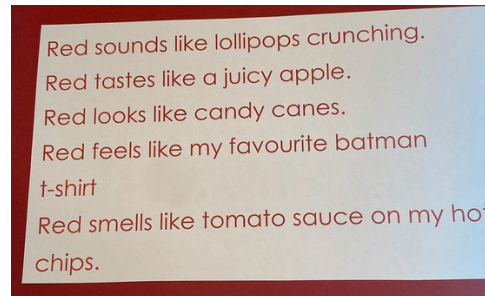 Red sounds like lollipops crunching.
Red tastes like a juicy apple.
Red looks like candy canes.
Red feels like my favourite batman
t-shirt
Red smells like tomato sauce on my
chips.